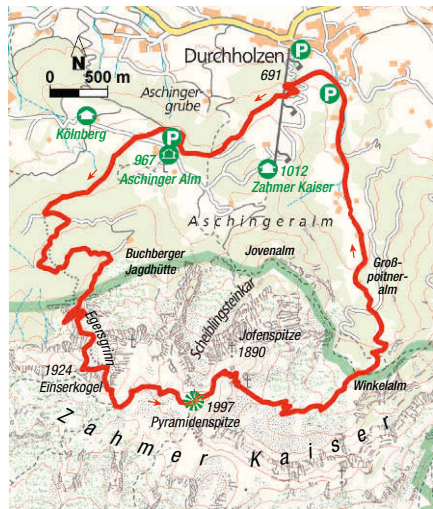 Durchholzen
691
P
P
N
0 500 m
Aschinger-
grube
Kölnberg
P
967
Aschinger Alm
1012
Zahmer Kaiser
Aschingeralm
Buchberger
Jagdhütte
Jovenalm
Groß-
poitner-
alm
Scheiblingsteinkar
Egersgrinn
Jofenspitze
1890
1924
Einserkogel
Winkelalm
1997
Pyramidenspitze
Zahmer Kaiser